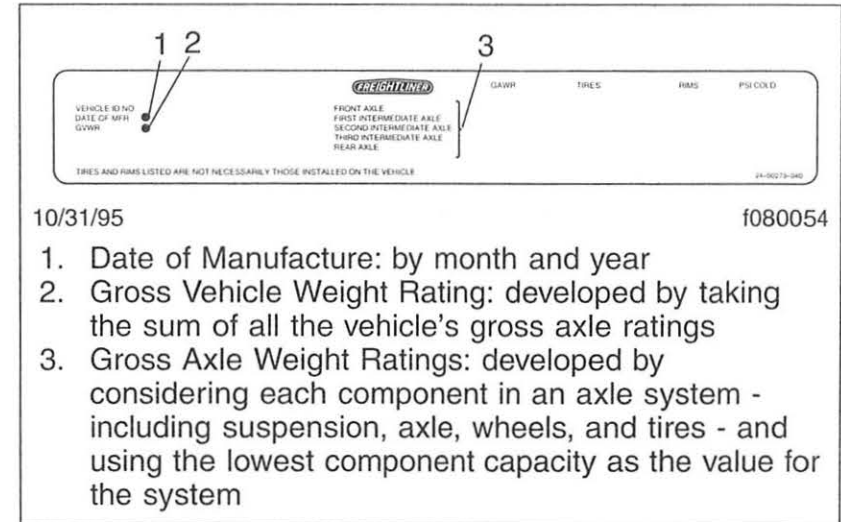 1 2 3
FREIGHTLINER GAWR TIRES RIMS PSI COLD
VEHICLE ID NO
DATE OF MFR
GVWR
FRONT AXLE
FIRST INTERMEDIATE AXLE
SECOND INTERMEDIATE AXLE
THIRD INTERMEDIATE AXLE
REAR AXLE
TIRES AND RIMS LISTED ARE NOT NECESSARILY THOSE INSTALLED ON THE VEHICLE
10/31/95 f080054
1. Date of Manufacture: by month and year
2. Gross Vehicle Weight Rating: developed by taking
the sum of all the vehicle's gross axle ratings
3. Gross Axle Weight Ratings: developed by
considering each component in an axle system -
including suspension, axle, wheels, and tires - and
using the lowest component capacity as the value for
the system